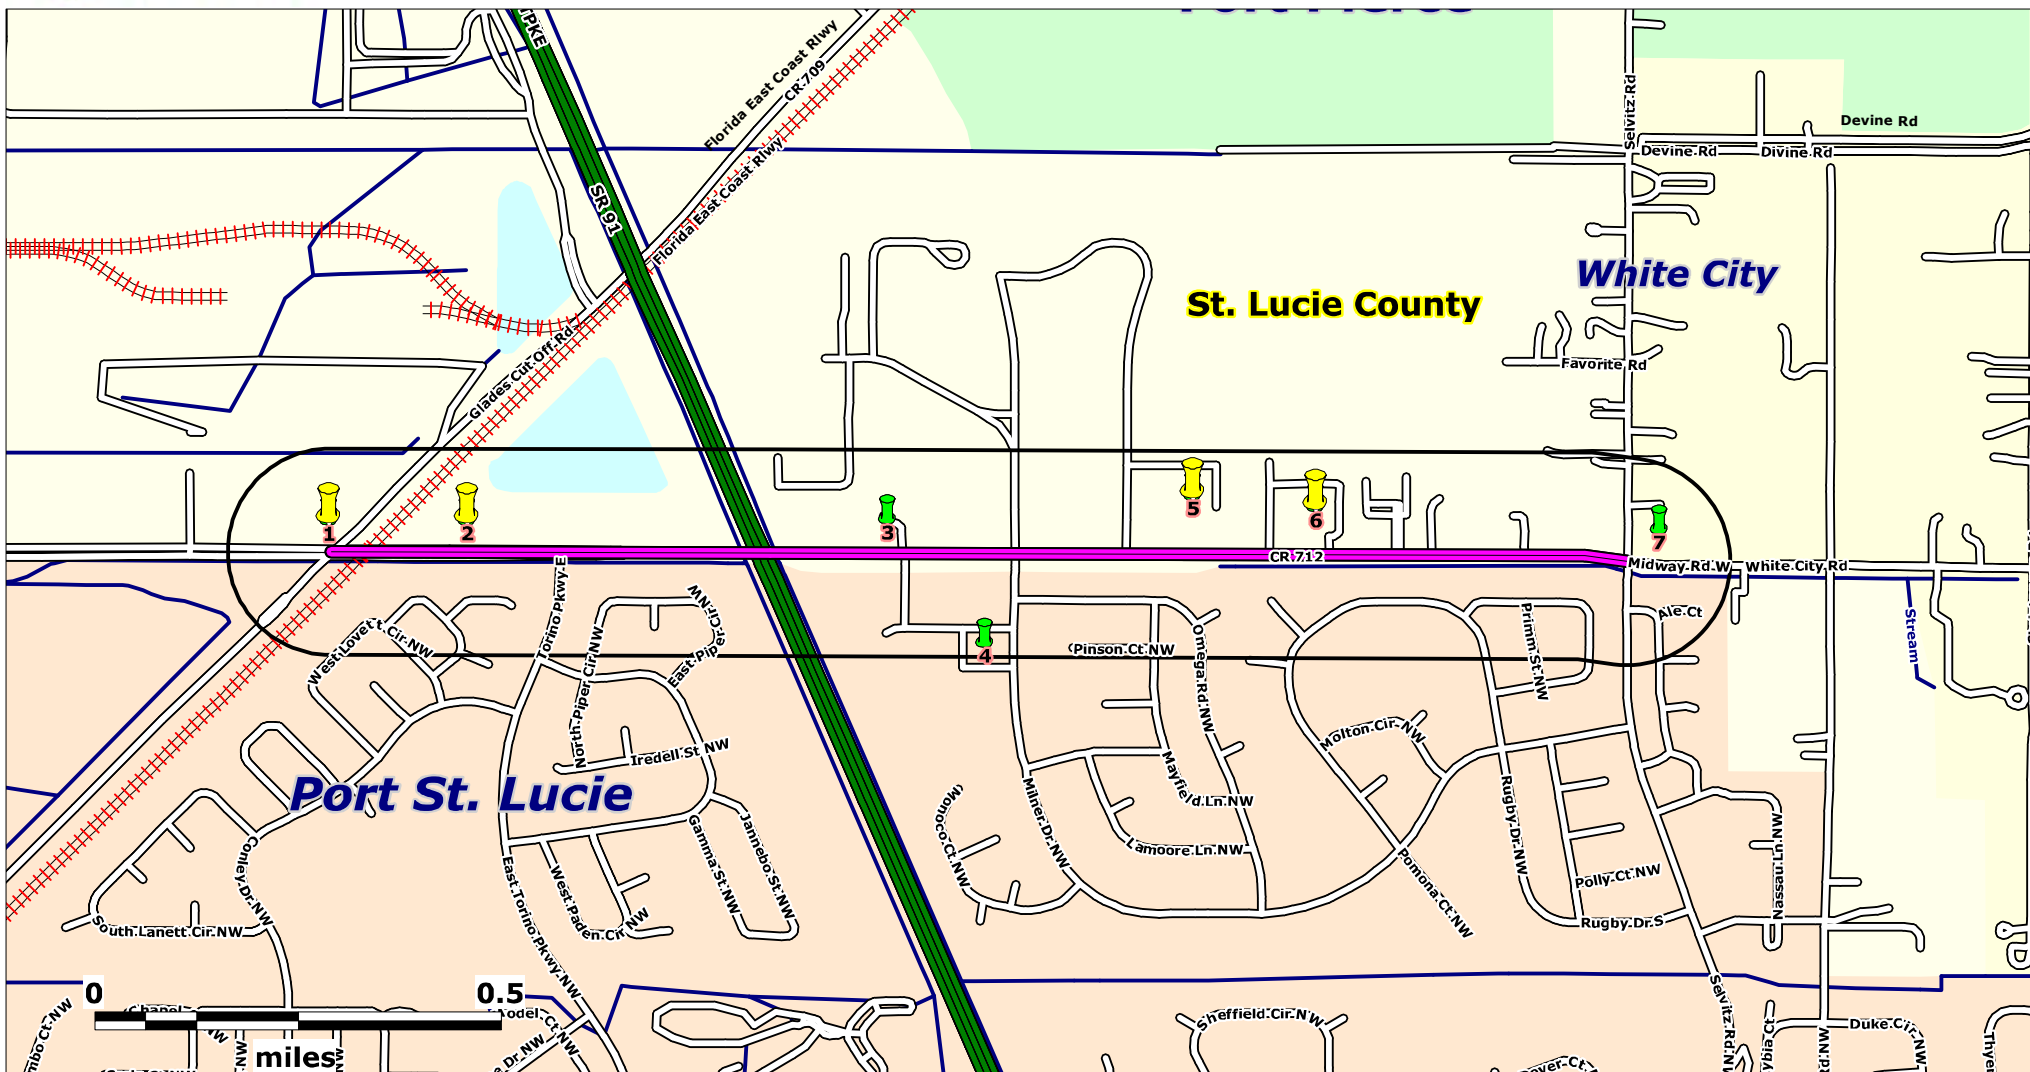 TPKE
Florida East Coast Rlwy
CR 709
Selvitz Rd
Devine Rd
Devine Rd
Divine Rd
SR 91
Florida East Coast Rlwy
White City
St. Lucie County
Glades Cut Off Rd
Favorite Rd
1
2
3
4
5
6
7
CR 712
Midway Rd W
White City Rd
Torino Pkwy E
Ale Ct
Stream
Primm St NW
Omega Rd NW
Pinson Ct NW
North Piper Cir NW
East Pipe
er Cir NW
West Lovett Cir NW
Iredell St NW
Molton Cir NW
Port St. Lucie
Mayfield Ln NW
Milner Dr NW
Monroco Ct NW
Lamoore Ln NW
Rugby Dr NW
Pomona Ct NW
Polly Ct NW
Nassau Ln NW
Rugby Dr S
Gamma St NW
Jannebo St NW
Conley Dr NW
East Torino Pkwy NW
West Paden Cir NW
South Lanett Cir NW
Selvitz Rd NW
0
0.5
miles
Sheffield Cir NW
Duke Cir NW